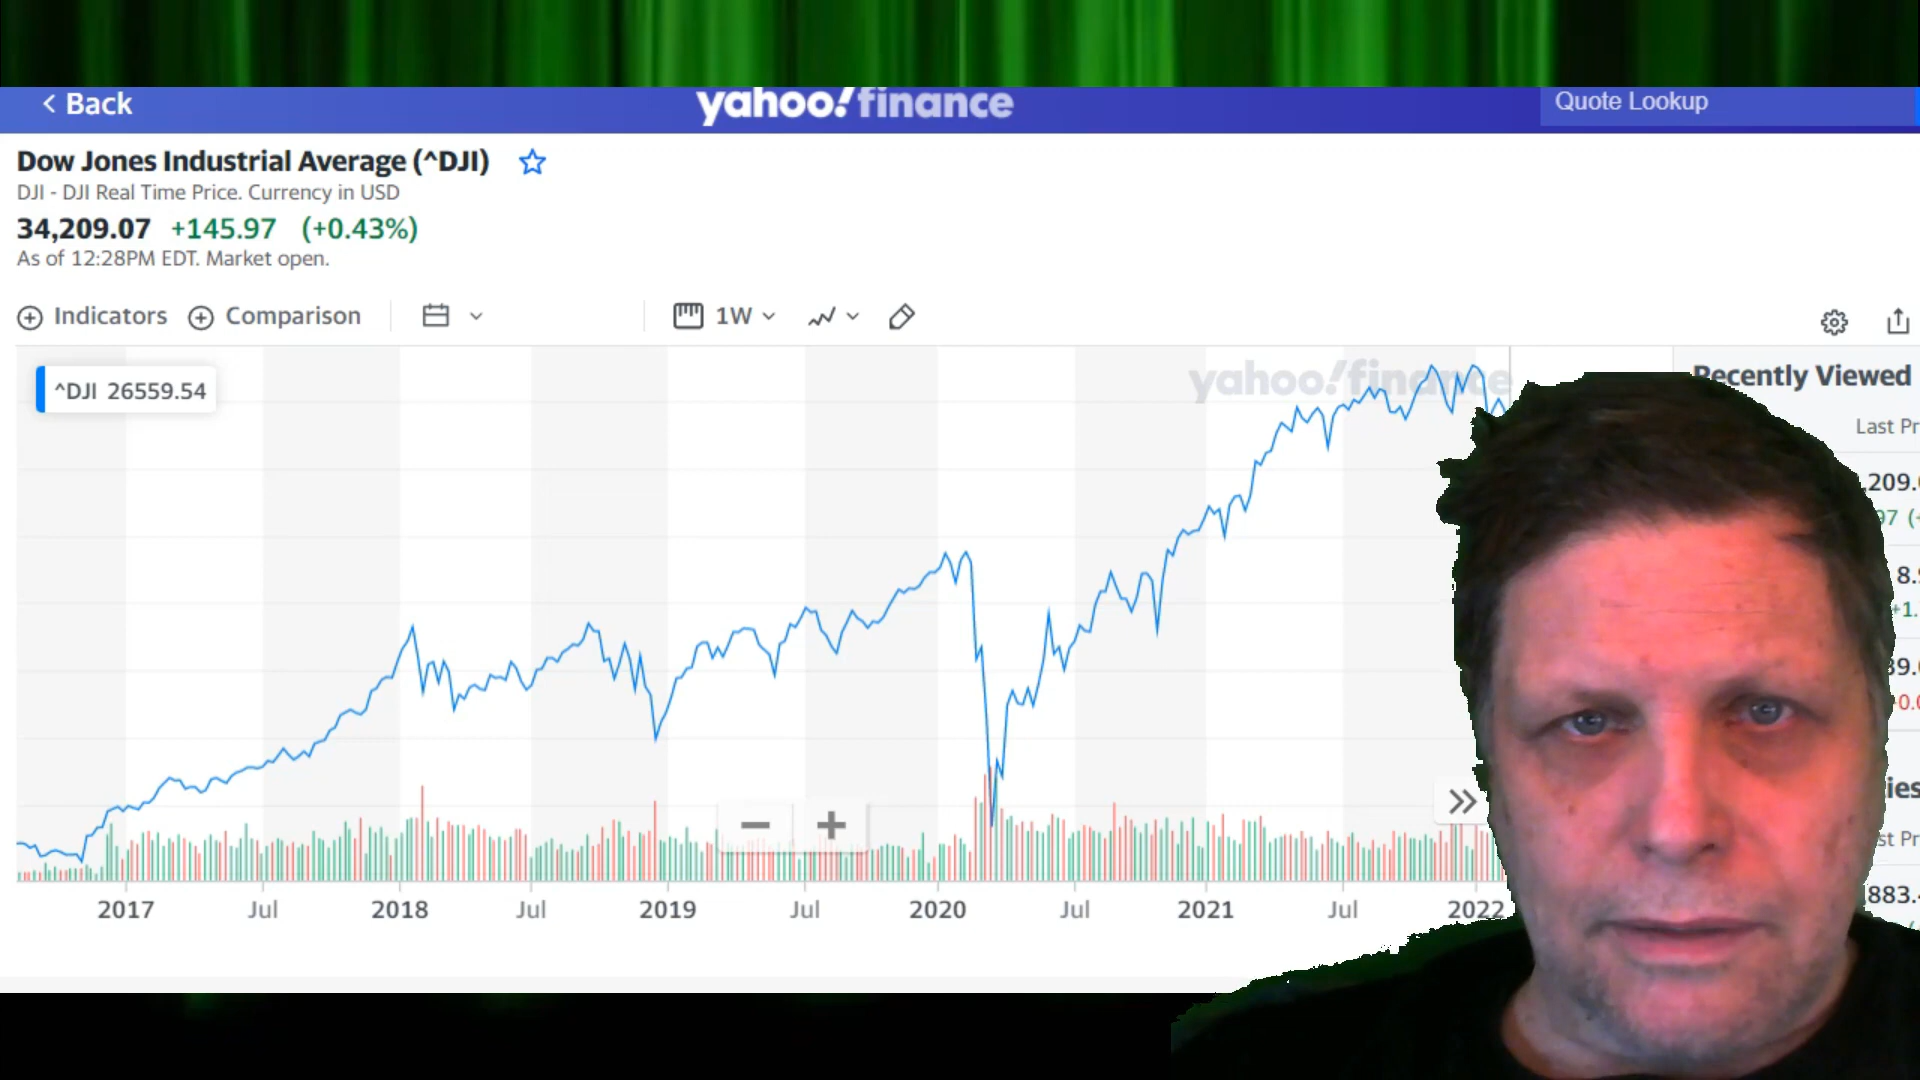 Back
yahoo!finance
Quote Lookup
Dow Jones Industrial Average (^DJI)
DJI - DJI Real Time Price. Currency in USD
34,209.07 +145.97 (+0.43%)
As of 12:28PM EDT. Market open.
Indicators Comparison 1W
^DJI 26559.54
yahoo!finance
Recently Viewed
Last Pr
2017 Jul 2018 Jul 2019 Jul 2020 Jul 2021 Jul 2022